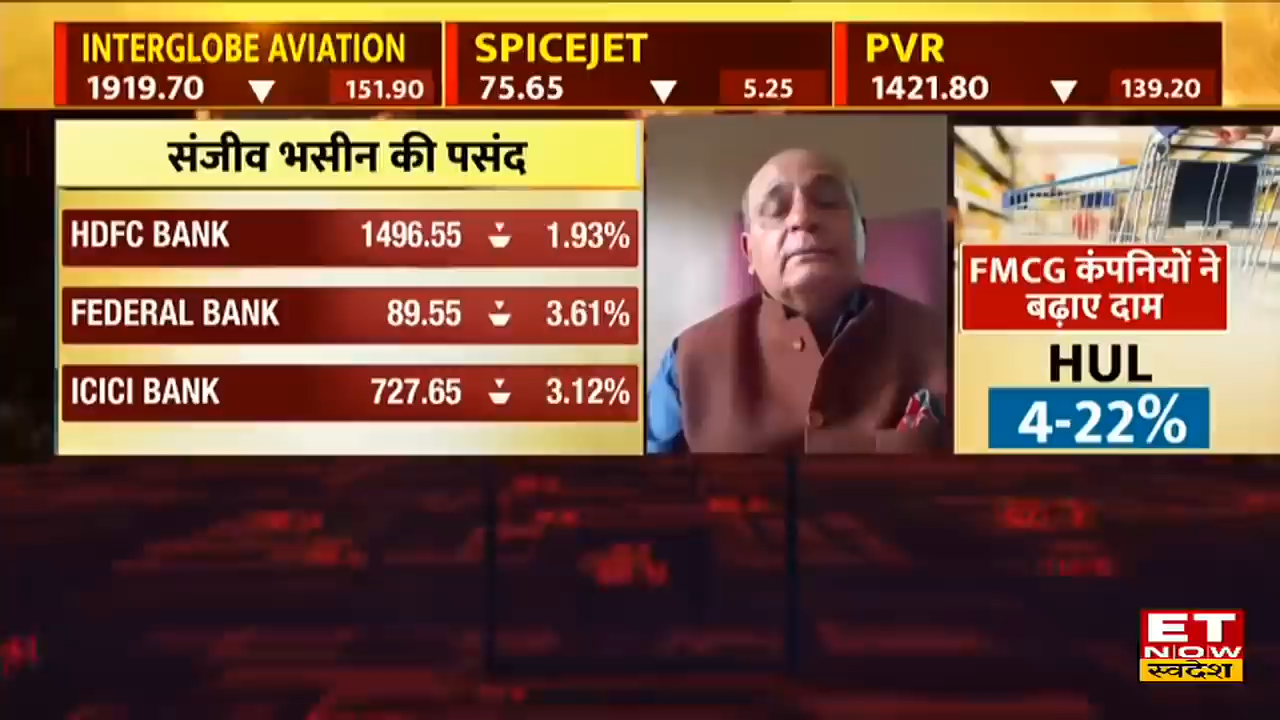 INTERGLOBE AVIATION
1919.70 ▼ 151.90
SPICEJET
75.65 ▼ 5.25
PVR
1421.80 ▼ 139.20
संजीव भसीन की पसंद
HDFC BANK 1496.55 1.93%
FEDERAL BANK 89.55 3.61%
ICICI BANK 727.65 3.12%
FMCG कंपनियों ने
बढ़ाए दाम
HUL
4-22%
ET
NOW
स्वदेश